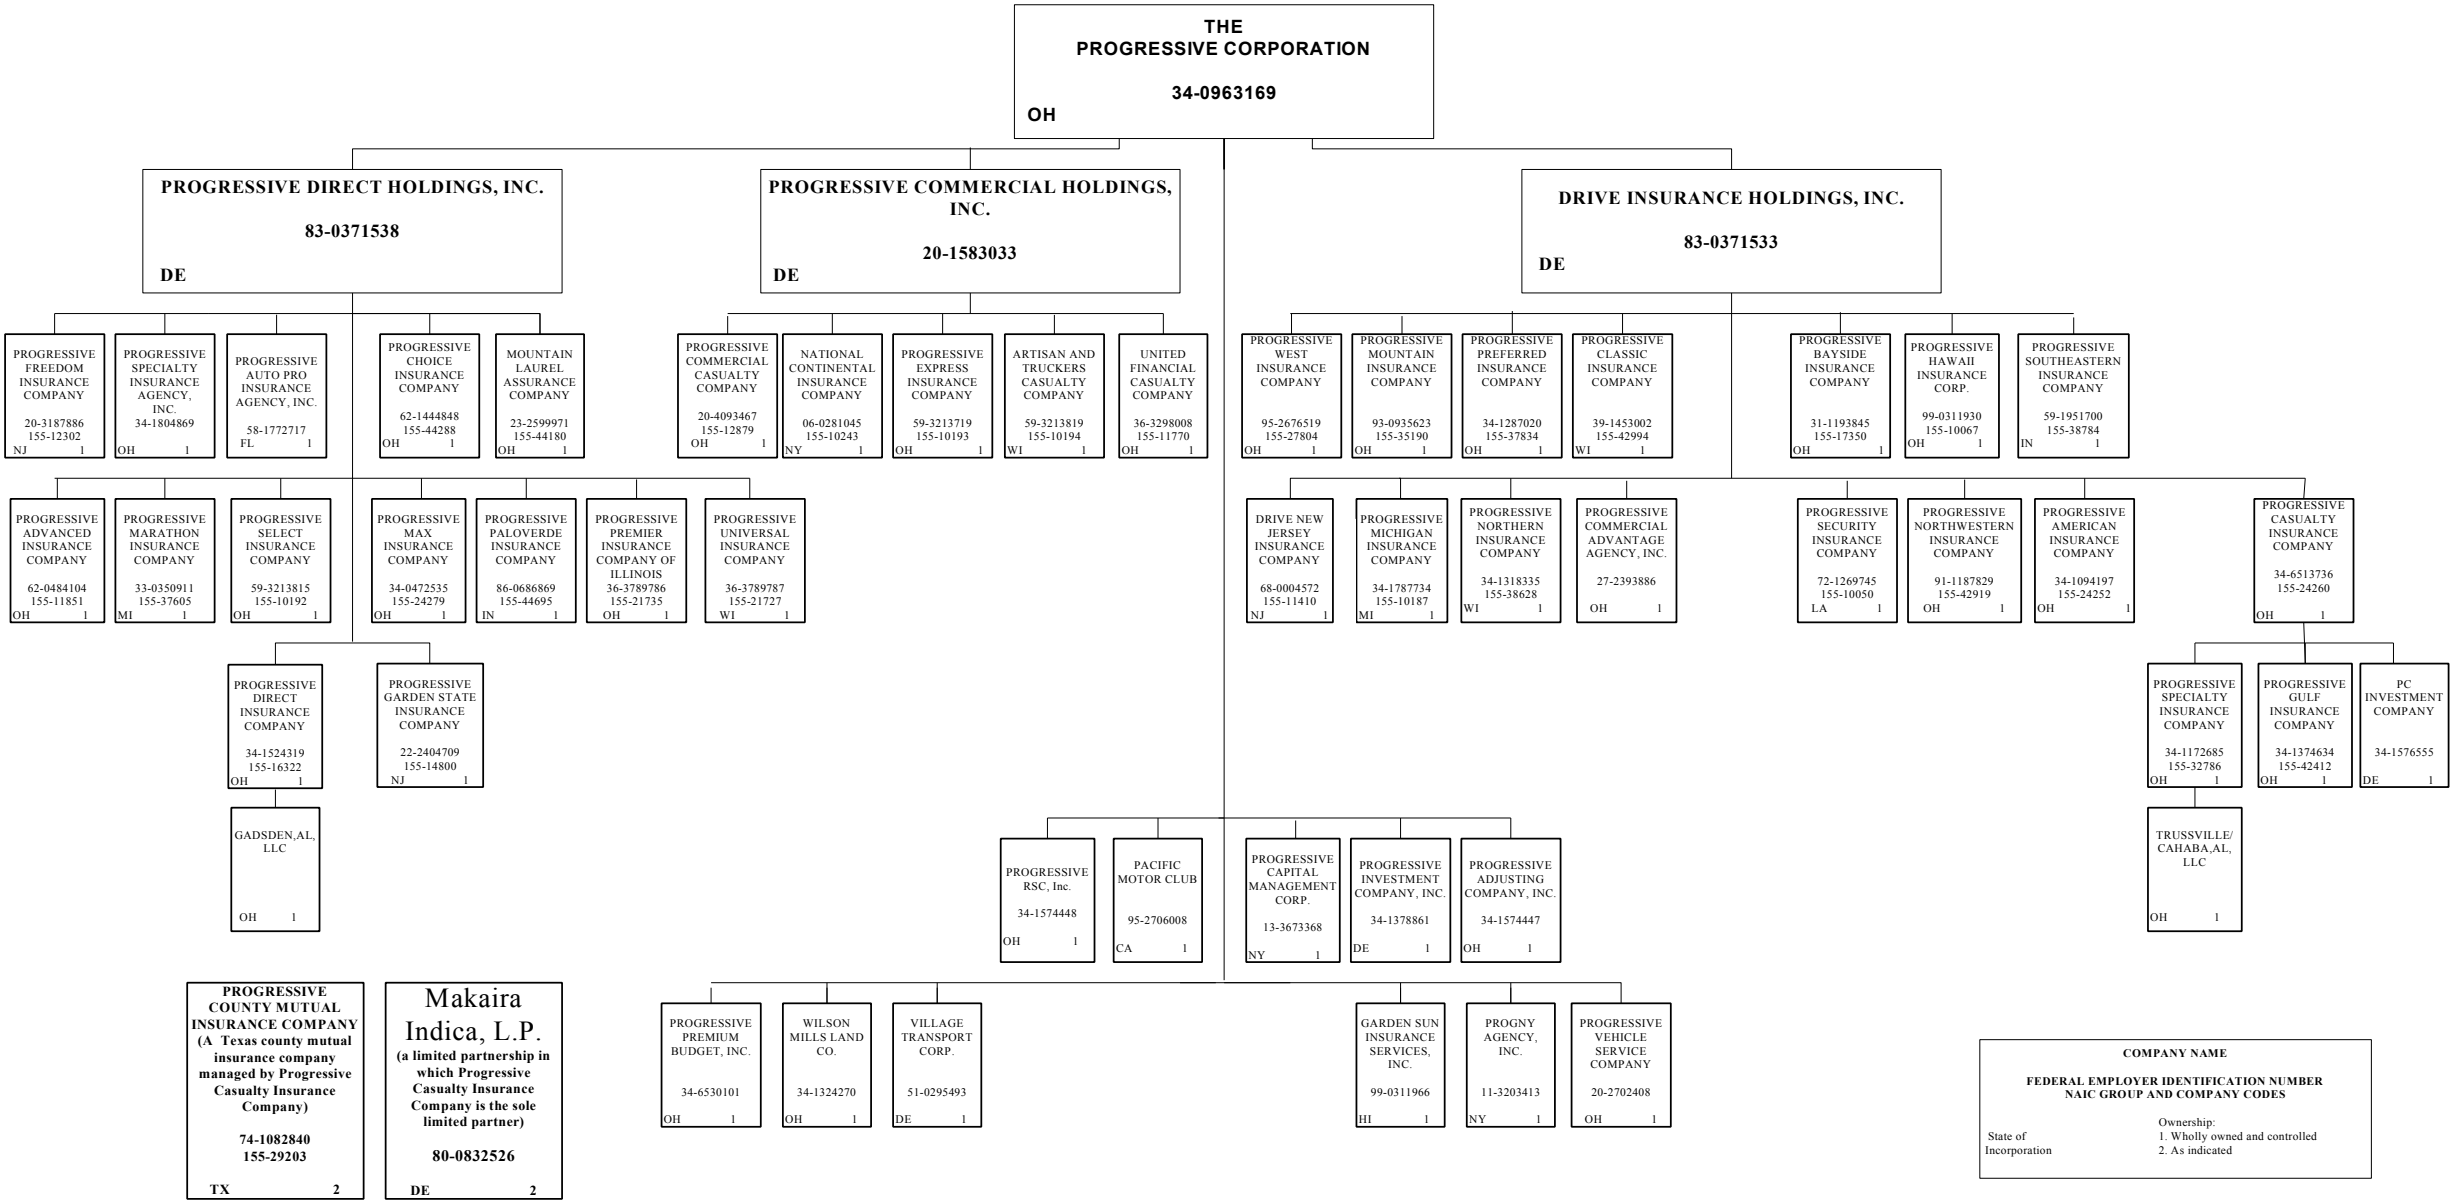 THE
PROGRESSIVE CORPORATION
34-0963169
OH
PROGRESSIVE DIRECT HOLDINGS, INC.
83-0371538
DE
PROGRESSIVE COMMERCIAL HOLDINGS,
INC.
20-1583033
DE
DRIVE INSURANCE HOLDINGS, INC.
83-0371533
DE
PROGRESSIVE
FREEDOM
INSURANCE
COMPANY
20-3187886
155-12302
NJ 1
PROGRESSIVE
SPECIALTY
INSURANCE
AGENCY,
INC.
34-1804869
OH 1
PROGRESSIVE
AUTO PRO
INSURANCE
AGENCY, INC.
58-1772717
FL 1
PROGRESSIVE
CHOICE
INSURANCE
COMPANY
62-1444848
155-44288
OH 1
MOUNTAIN
LAUREL
ASSURANCE
COMPANY
23-2599971
155-44180
OH 1
PROGRESSIVE
COMMERCIAL
CASUALTY
COMPANY
20-4093467
155-12879
OH 1
NATIONAL
CONTINENTAL
INSURANCE
COMPANY
06-0281045
155-10243
NY 1
PROGRESSIVE
EXPRESS
INSURANCE
COMPANY
59-3213719
155-10193
OH 1
ARTISAN AND
TRUCKERS
CASUALTY
COMPANY
59-3213819
155-10194
WI 1
UNITED
FINANCIAL
CASUALTY
COMPANY
36-3298008
155-11770
OH 1
PROGRESSIVE
WEST
INSURANCE
COMPANY
95-2676519
155-27804
OH 1
PROGRESSIVE
MOUNTAIN
INSURANCE
COMPANY
93-0935623
155-35190
OH 1
PROGRESSIVE
PREFERRED
INSURANCE
COMPANY
34-1287020
155-37834
OH 1
PROGRESSIVE
CLASSIC
INSURANCE
COMPANY
39-1453002
155-42994
WI 1
PROGRESSIVE
BAYSIDE
INSURANCE
COMPANY
31-1193845
155-17350
OH 1
PROGRESSIVE
HAWAII
INSURANCE
CORP.
99-0311930
155-10067
OH 1
PROGRESSIVE
SOUTHEASTERN
INSURANCE
COMPANY
59-1951700
155-38784
IN 1
PROGRESSIVE
ADVANCED
INSURANCE
COMPANY
62-0484104
155-11851
OH 1
PROGRESSIVE
MARATHON
INSURANCE
COMPANY
33-0350911
155-37605
MI 1
PROGRESSIVE
SELECT
INSURANCE
COMPANY
59-3213815
155-10192
OH 1
PROGRESSIVE
MAX
INSURANCE
COMPANY
34-0472535
155-24279
OH 1
PROGRESSIVE
PALOVERDE
INSURANCE
COMPANY
86-0686869
155-44695
IN 1
PROGRESSIVE
PREMIER
INSURANCE
COMPANY OF
ILLINOIS
36-3789786
155-21735
OH 1
PROGRESSIVE
UNIVERSAL
INSURANCE
COMPANY
36-3789787
155-21727
WI 1
DRIVE NEW
JERSEY
INSURANCE
COMPANY
68-0004572
155-11410
NJ 1
PROGRESSIVE
MICHIGAN
INSURANCE
COMPANY
34-1787734
155-10187
MI 1
PROGRESSIVE
NORTHERN
INSURANCE
COMPANY
34-1318335
155-38628
WI 1
PROGRESSIVE
COMMERCIAL
ADVANTAGE
AGENCY, INC.
27-2393886
OH 1
PROGRESSIVE
SECURITY
INSURANCE
COMPANY
72-1269745
155-10050
LA 1
PROGRESSIVE
NORTHWESTERN
INSURANCE
COMPANY
91-1187829
155-42919
OH 1
PROGRESSIVE
AMERICAN
INSURANCE
COMPANY
34-1094197
155-24252
OH 1
PROGRESSIVE
CASUALTY
INSURANCE
COMPANY
34-6513736
155-24260
OH 1
PROGRESSIVE
DIRECT
INSURANCE
COMPANY
34-1524319
155-16322
OH 1
PROGRESSIVE
GARDEN STATE
INSURANCE
COMPANY
22-2404709
155-14800
NJ 1
PROGRESSIVE
SPECIALTY
INSURANCE
COMPANY
34-1172685
155-32786
OH 1
PROGRESSIVE
GULF
INSURANCE
COMPANY
34-1374634
155-42412
OH 1
PC
INVESTMENT
COMPANY
34-1576555
DE 1
GADSDEN,AL,
LLC
OH 1
TRUSSVILLE/
CAHABA,AL,
LLC
OH 1
PROGRESSIVE
RSC, Inc.
34-1574448
OH 1
PACIFIC
MOTOR CLUB
95-2706008
CA 1
PROGRESSIVE
CAPITAL
MANAGEMENT
CORP.
13-3673368
NY 1
PROGRESSIVE
INVESTMENT
COMPANY, INC.
34-1378861
DE 1
PROGRESSIVE
ADJUSTING
COMPANY, INC.
34-1574447
OH 1
PROGRESSIVE
COUNTY MUTUAL
INSURANCE COMPANY
(A Texas county mutual
insurance company
managed by Progressive
Casualty Insurance
Company)
74-1082840
155-29203
TX 2
Makaira
Indica, L.P.
(a limited partnership in
which Progressive
Casualty Insurance
Company is the sole
limited partner)
80-0832526
DE 2
PROGRESSIVE
PREMIUM
BUDGET, INC.
34-6530101
OH 1
WILSON
MILLS LAND
CO.
34-1324270
OH 1
VILLAGE
TRANSPORT
CORP.
51-0295493
DE 1
GARDEN SUN
INSURANCE
SERVICES,
INC.
99-0311966
HI 1
PROGNY
AGENCY,
INC.
11-3203413
NY 1
PROGRESSIVE
VEHICLE
SERVICE
COMPANY
20-2702408
OH 1
COMPANY NAME
FEDERAL EMPLOYER IDENTIFICATION NUMBER
NAIC GROUP AND COMPANY CODES
State of
Incorporation
Ownership:
1. Wholly owned and controlled
2. As indicated